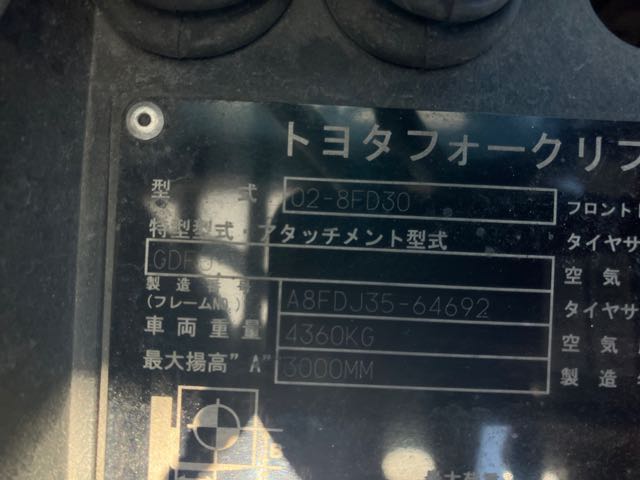 トヨタフォークリフ
型 式 02-8FD30 フロント
特型型式・アタッチメント型式 タイヤサ
空 気
製造番号 A8FDJ35-64692 タイヤサ
(フレームNo.)
車両重量 4360KG 空 気
最大揚高"A" 3000MM 製 造